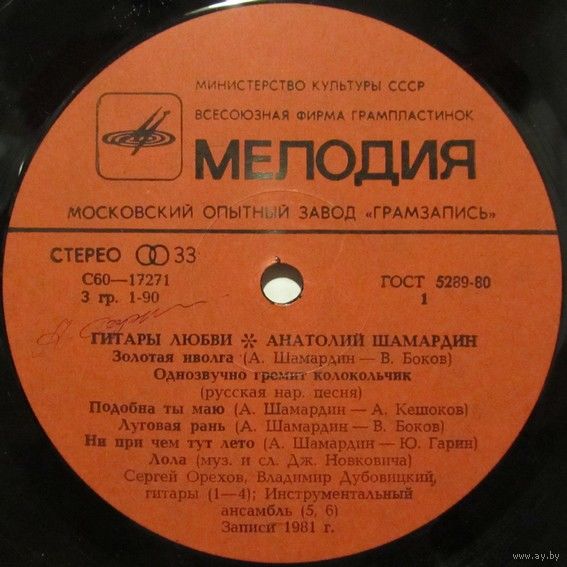 МИНИСТЕРСТВО КУЛЬТУРЫ СССР
ВСЕСОЮЗНАЯ ФИРМА ГРАМПЛАСТИНОК
МЕЛОДИЯ
МОСКОВСКИЙ ОПЫТНЫЙ ЗАВОД «ГРАМЗАПИСЬ»
СТЕРЕО 33
С60—17271
3 гр. 1-90
ГОСТ 5289-80
1
ГИТАРЫ ЛЮБВИ ✻ АНАТОЛИЙ ШАМАРДИН
Золотая иволга (А. Шамардин — В. Боков)
Однозвучно гремит колокольчик
(русская нар. песня)
Подобна ты маю (А. Шамардин — А. Кешоков)
Луговая рань (А. Шамардин — В. Боков)
Ни при чем тут лето (А. Шамардин — Ю. Гарин)
Лола (муз. и сл. Дж. Новковича)
Сергей Орехов, Владимир Дубовицкий,
гитары (1—4); Инструментальный
ансамбль (5, 6)
Записи 1981 г.
www.ay.by